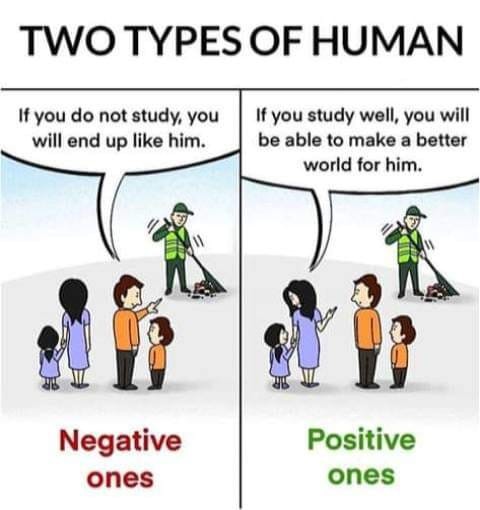 TWO TYPES OF HUMAN
If you do not study, you
will end up like him.
If you study well, you will
be able to make a better
world for him.
Negative
ones
Positive
ones